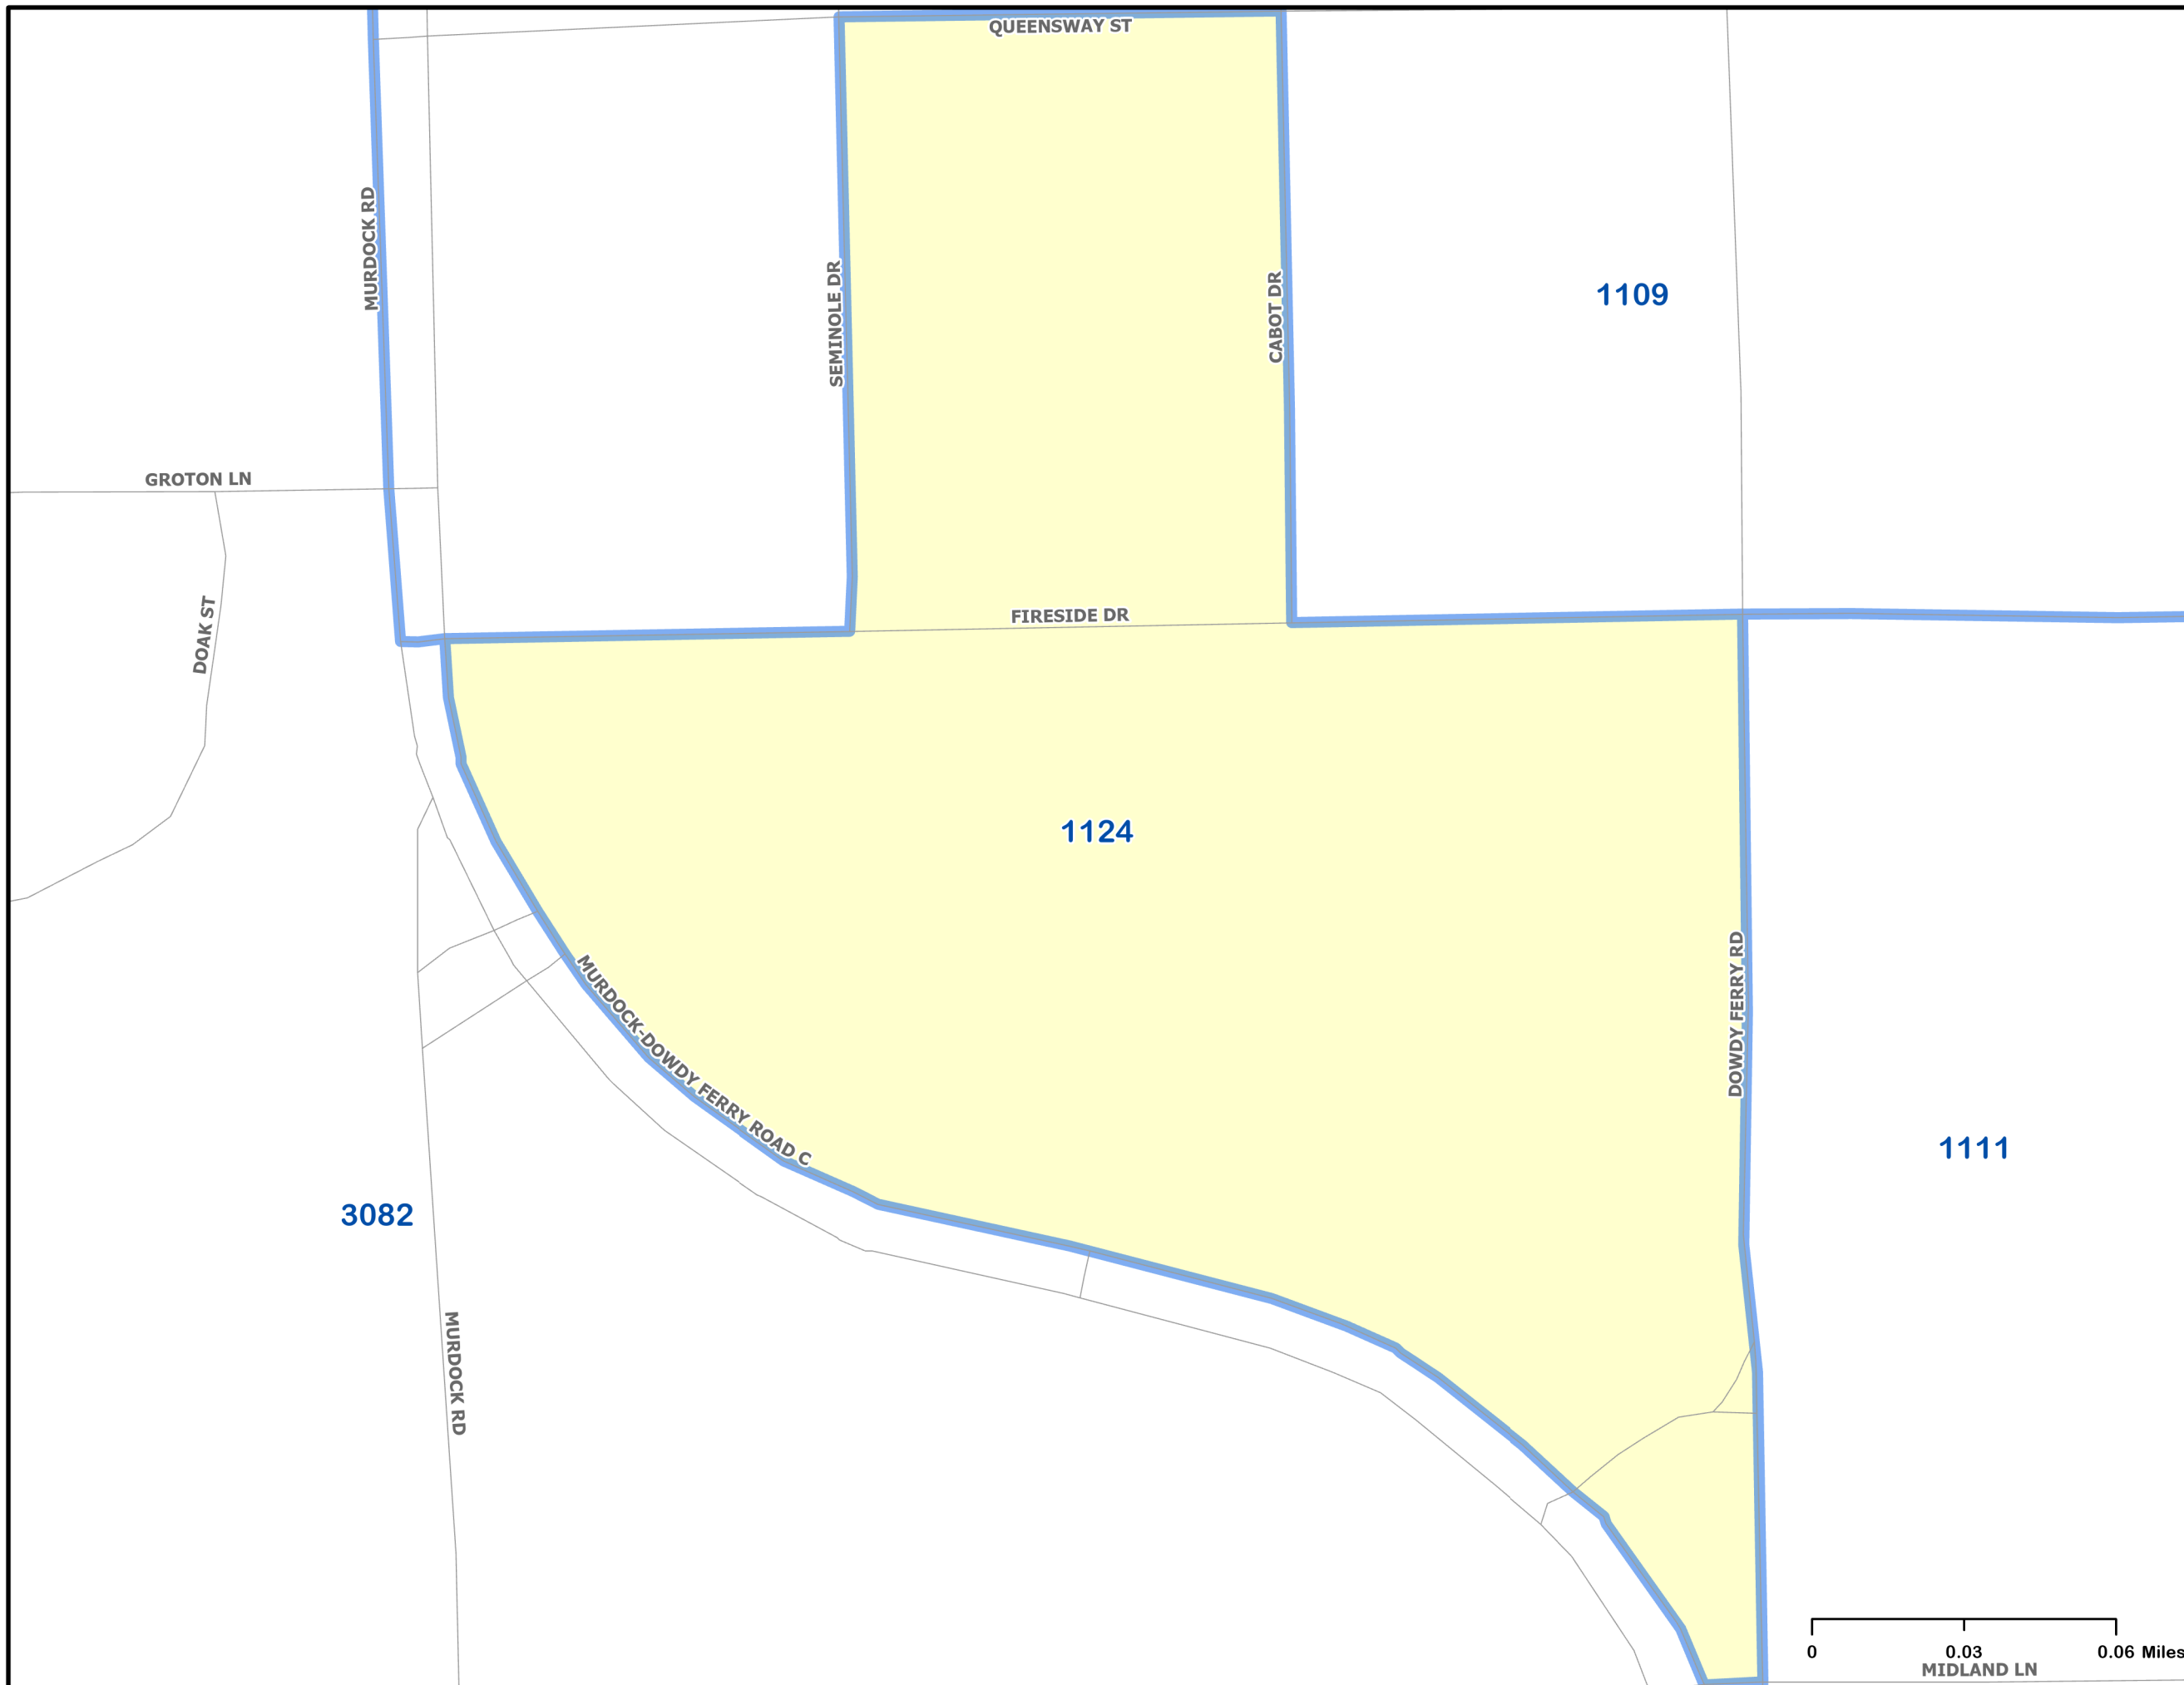 QUEENSWAY ST
MURDOCK RD
SEMINOLE DR
CABOT DR
1109
GROTON LN
DOAK ST
FIRESIDE DR
1124
DOWDY FERRY RD
MURDOCK-DOWDY FERRY ROAD C
1111
3082
MURDOCK RD
0 0.03 0.06 Miles
MIDLAND LN